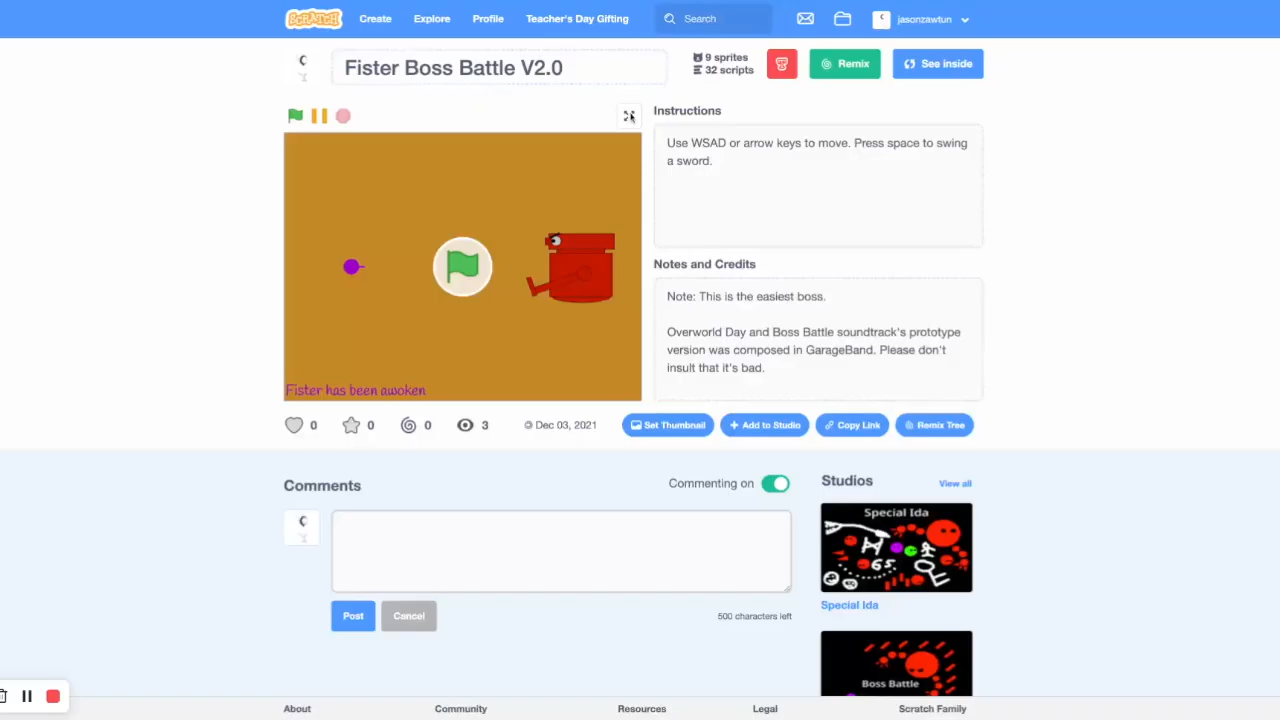 SCRATCH Create Explore Profile Teacher's Day Gifting Search jasonzawtun
Fister Boss Battle V2.0
9 sprites
32 scripts
Remix
See inside
Instructions
Use WSAD or arrow keys to move. Press space to swing
a sword.
Fister has been awoken
Notes and Credits
Note: This is the easiest boss.
Overworld Day and Boss Battle soundtrack's prototype
version was composed in GarageBand. Please don't
insult that it's bad.
0 0 0 3 © Dec 03, 2021 Set Thumbnail Add to Studio Copy Link Remix Tree
Comments
Commenting on
Post Cancel 500 characters left
Studios View all
Special Ida
65
Special Ida
Boss Battle
About Community Resources Legal Scratch Family